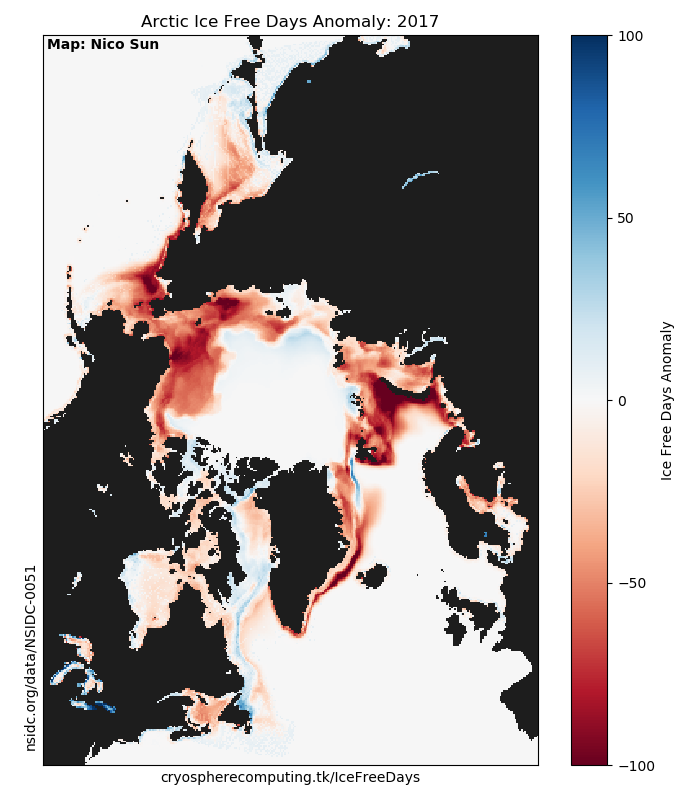 Arctic Ice Free Days Anomaly: 2017
Map: Nico Sun
nsidc.org/data/NSIDC-0051
cryospherecomputing.tk/IceFreeDays
100
50
0
−50
−100
Ice Free Days Anomaly